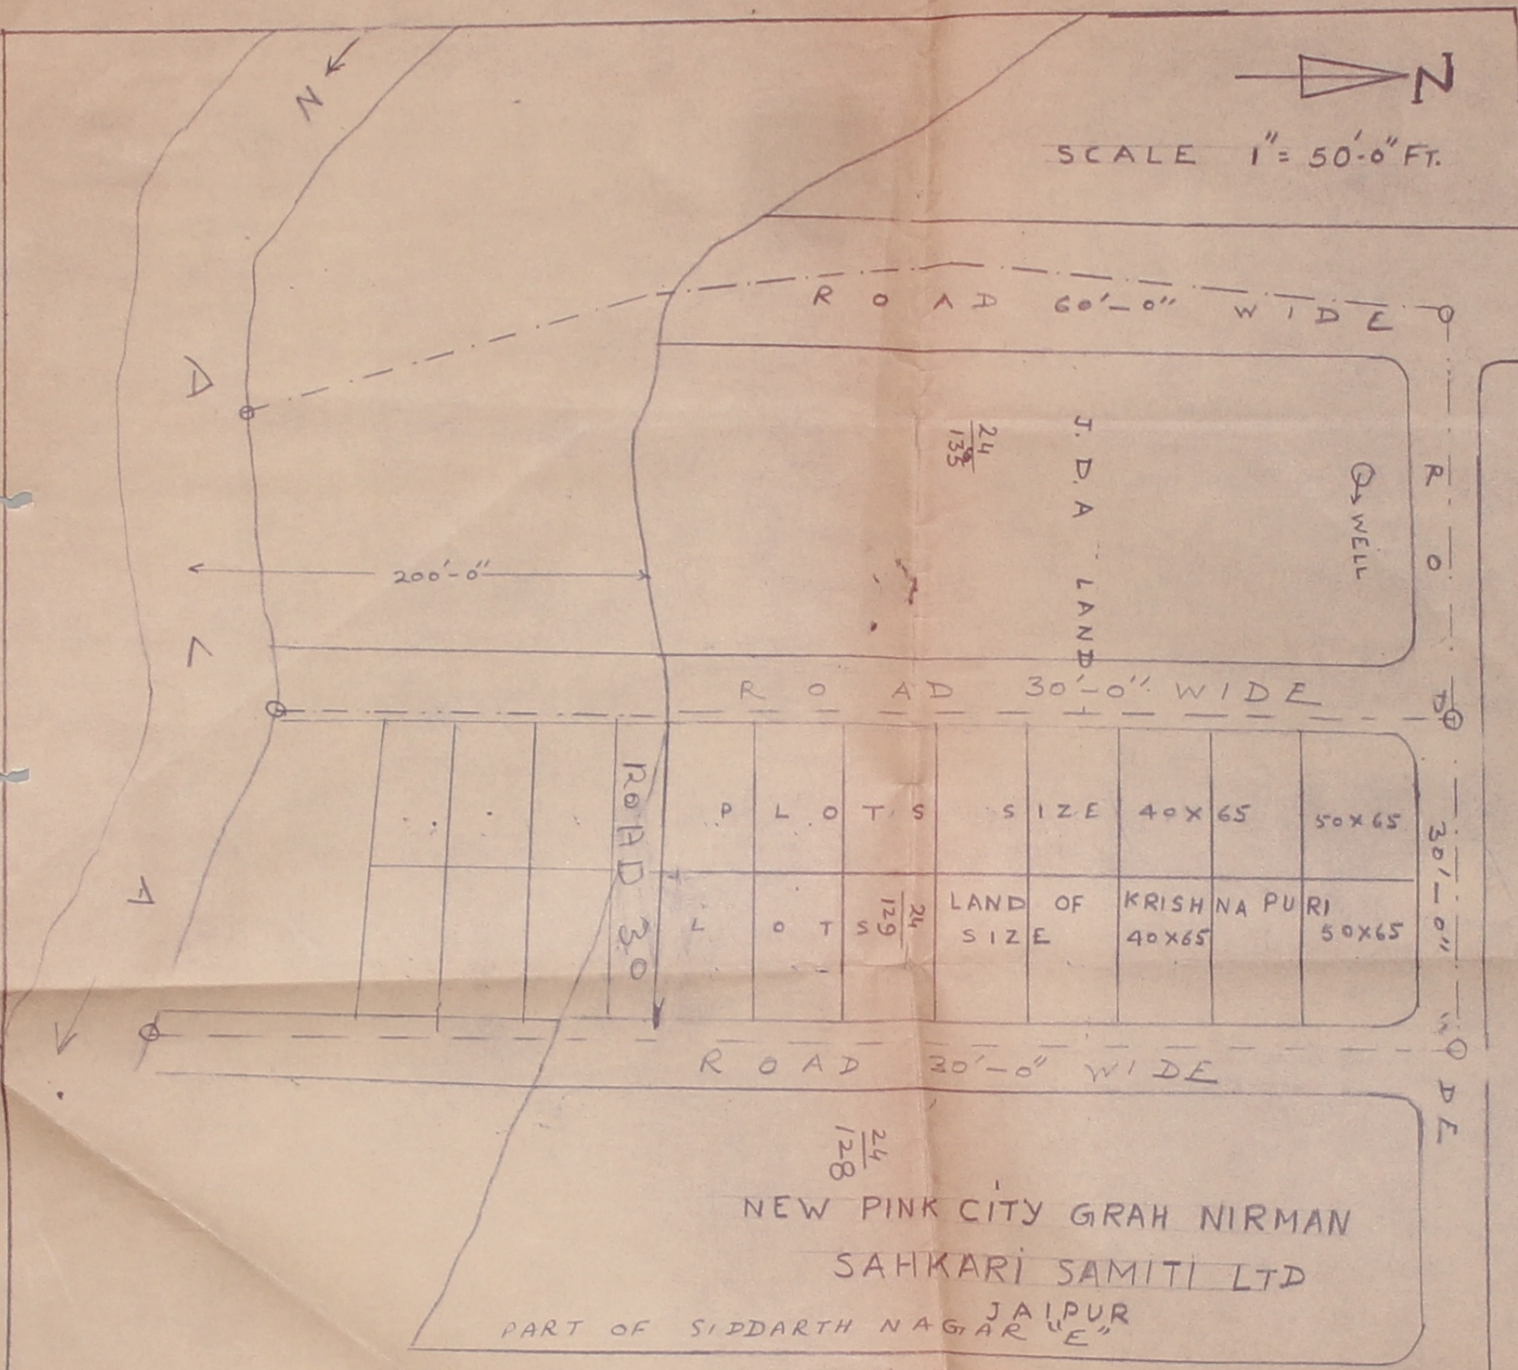 N
N
SCALE 1"= 50'-0" FT.
ROAD 60'-0" WIDE
A
24
133
J.D.A LAND
WELL
200'-0"
L
ROAD 30'-0" WIDE
ROAD 30'-0" WIDE
ROAD 30
PLOTS SIZE 40X65 50X65
A
LAND OF KRISHNA PURI
LOTS SIZE 40X65 50X65
24
129
ROAD 30'-0" WIDE
24
128
NEW PINK CITY GRAH NIRMAN
SAHKARI SAMITI LTD
JAIPUR
PART OF SIDDARTH NAGAR "E"